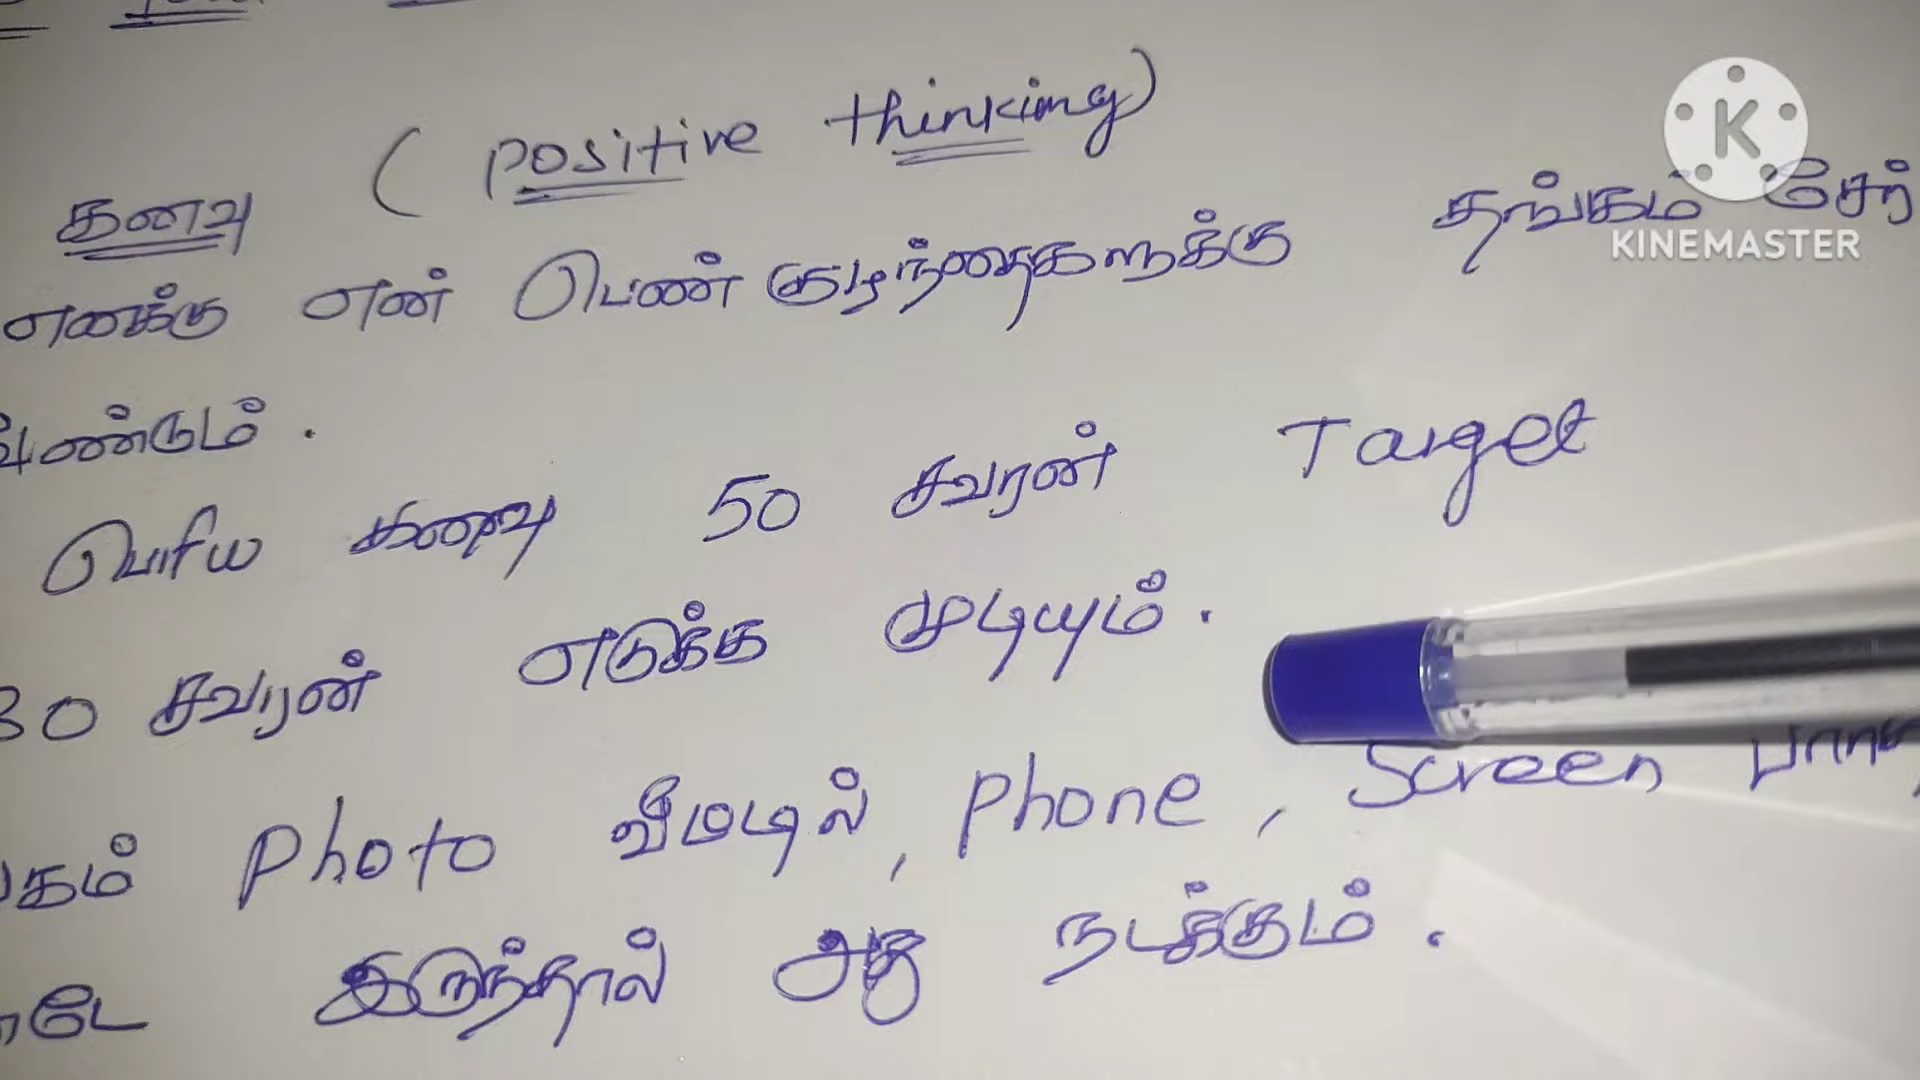 கனவு (positive thinking)
எனக்கு என் பெண் குழந்தைகளுக்கு தங்கம் சேர்
வேண்டும்.
பெரிய கனவு 50 சவரன் Target
30 சவரன் எடுக்க முடியும்.
Photo வீட்டில், phone, Screen
இருந்தால் அது நடக்கும்.
K
KINEMASTER